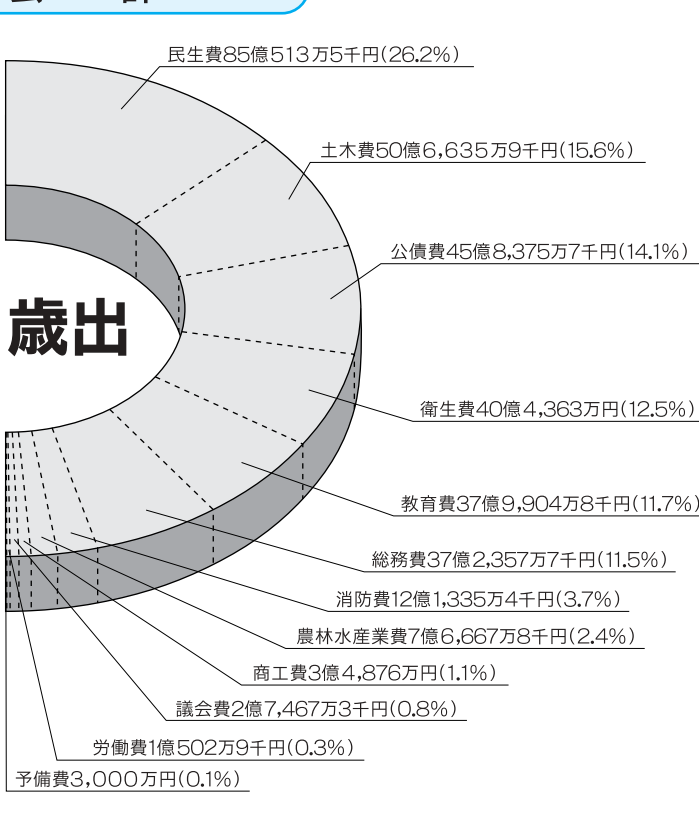 民生費85億513万5千円(26.2%)
土木費50億6,635万9千円(15.6%)
公債費45億8,375万7千円(14.1%)
歳出
衛生費40億4,363万円(12.5%)
教育費37億9,904万8千円(11.7%)
総務費37億2,357万7千円(11.5%)
消防費12億1,335万4千円(3.7%)
農林水産業費7億6,667万8千円(2.4%)
商工費3億4,876万円(1.1%)
議会費2億7,467万3千円(0.8%)
労働費1億502万9千円(0.3%)
予備費3,000万円(0.1%)